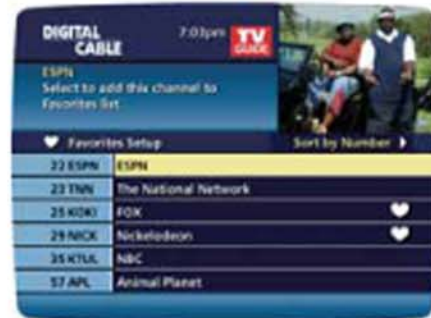 DIGITAL CABLE
7:03pm
TV GUIDE
ESPN
Select to add this channel to
Favorites list
Favorites Setup
Sort by Number
22 ESPN ESPN
23 TNN The National Network
25 KOKI FOX
29 NICK Nickelodeon
35 KTUL NBC
57 APL Animal Planet